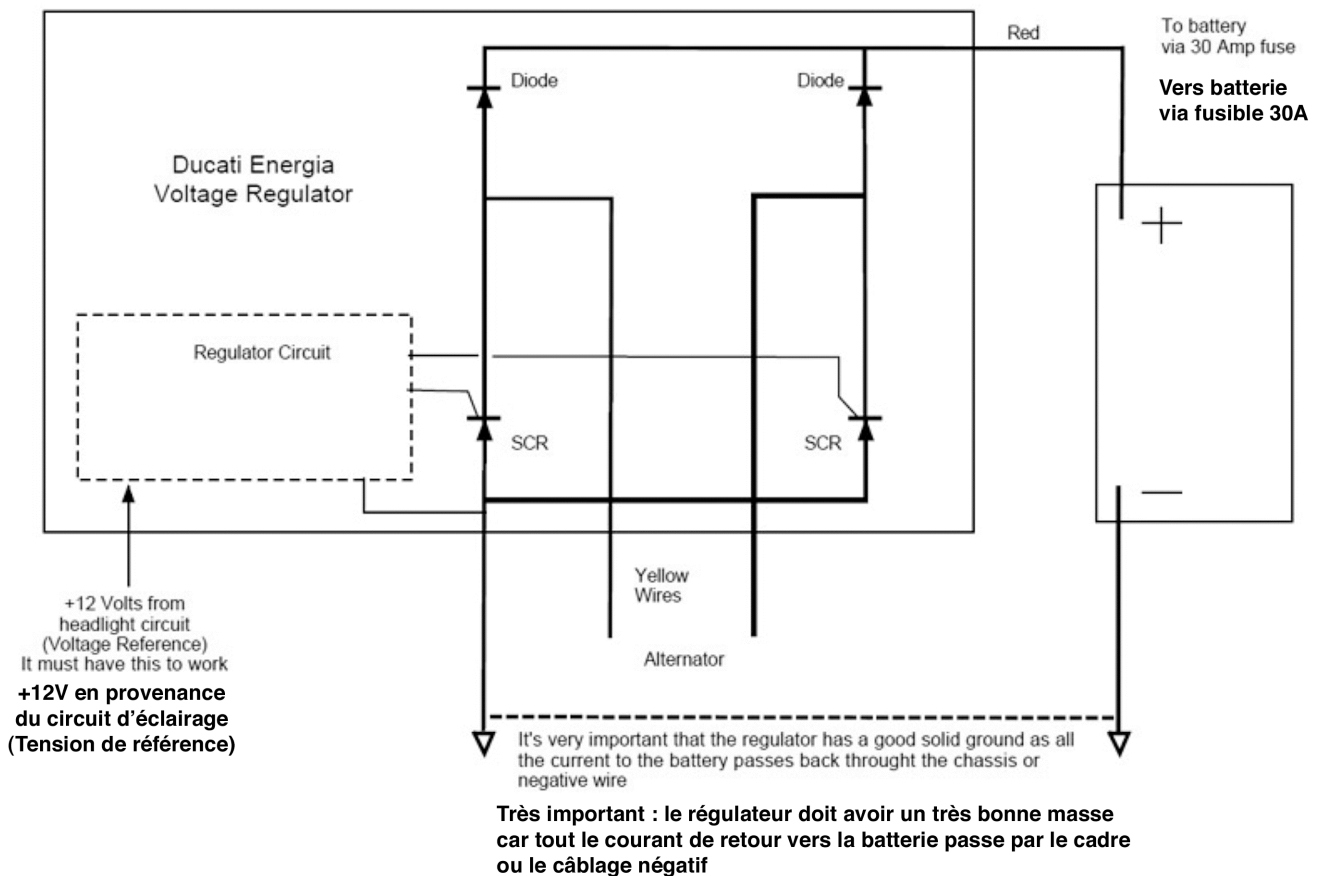 Red
To battery
via 30 Amp fuse
Vers batterie
via fusible 30A
Diode
Diode
Ducati Energia
Voltage Regulator
+
Regulator Circuit
SCR
SCR
—
Yellow
Wires
Alternator
+12 Volts from
headlight circuit
(Voltage Reference)
It must have this to work
+12V en provenance
du circuit d’éclairage
(Tension de référence)
It's very important that the regulator has a good solid ground as all
the current to the battery passes back throught the chassis or
negative wire
Très important : le régulateur doit avoir un très bonne masse
car tout le courant de retour vers la batterie passe par le cadre
ou le câblage négatif